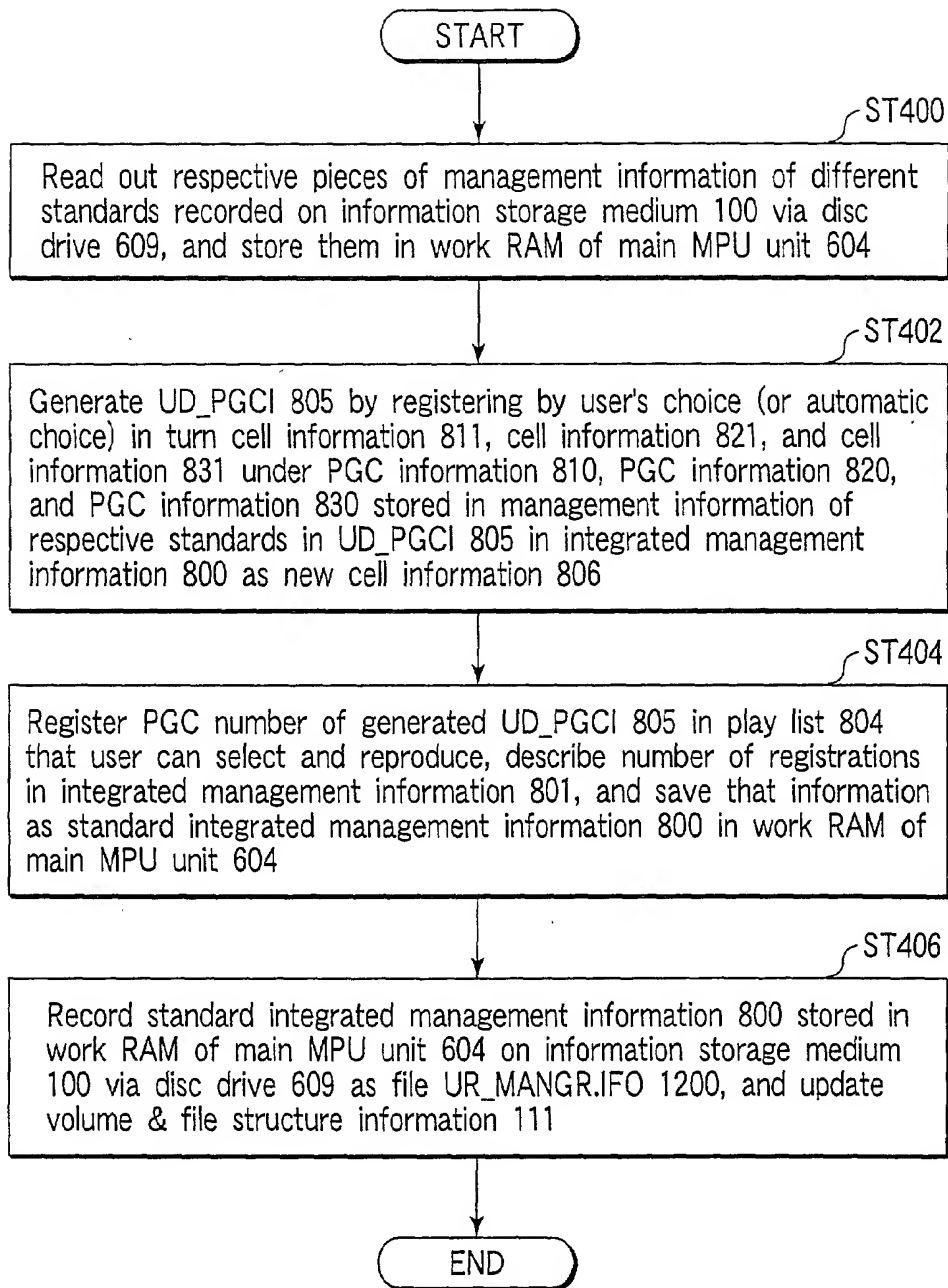 START
ST400
Read out respective pieces of management information of different
standards recorded on information storage medium 100 via disc
drive 609, and store them in work RAM of main MPU unit 604
ST402
Generate UD_PGCI 805 by registering by user's choice (or automatic
choice) in turn cell information 811, cell information 821, and cell
information 831 under PGC information 810, PGC information 820,
and PGC information 830 stored in management information of
respective standards in UD_PGCI 805 in integrated management
information 800 as new cell information 806
ST404
Register PGC number of generated UD_PGCI 805 in play list 804
that user can select and reproduce, describe number of registrations
in integrated management information 801, and save that information
as standard integrated management information 800 in work RAM of
main MPU unit 604
ST406
Record standard integrated management information 800 stored in
work RAM of main MPU unit 604 on information storage medium
100 via disc drive 609 as file UR_MANGR.IFO 1200, and update
volume & file structure information 111
END